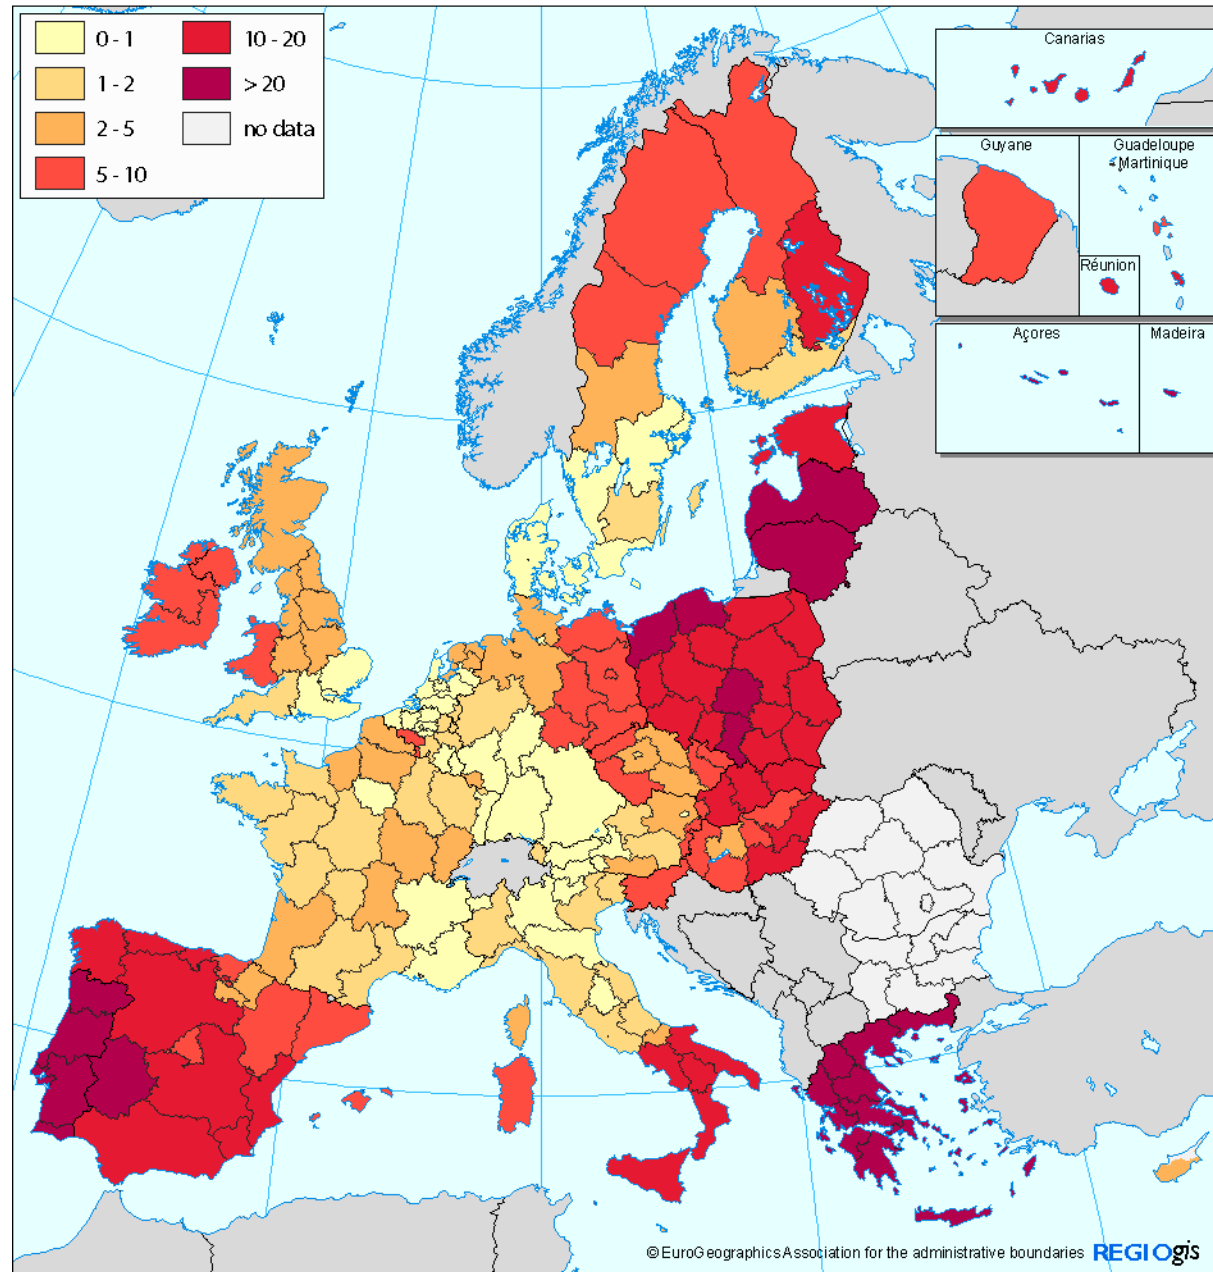 0 - 1
1 - 2
2 - 5
5 - 10
10 - 20
> 20
no data
Canarias
Guyane
Guadeloupe
Martinique
Réunion
Açores
Madeira
© EuroGeographics Association for the administrative boundaries
REGIOgis